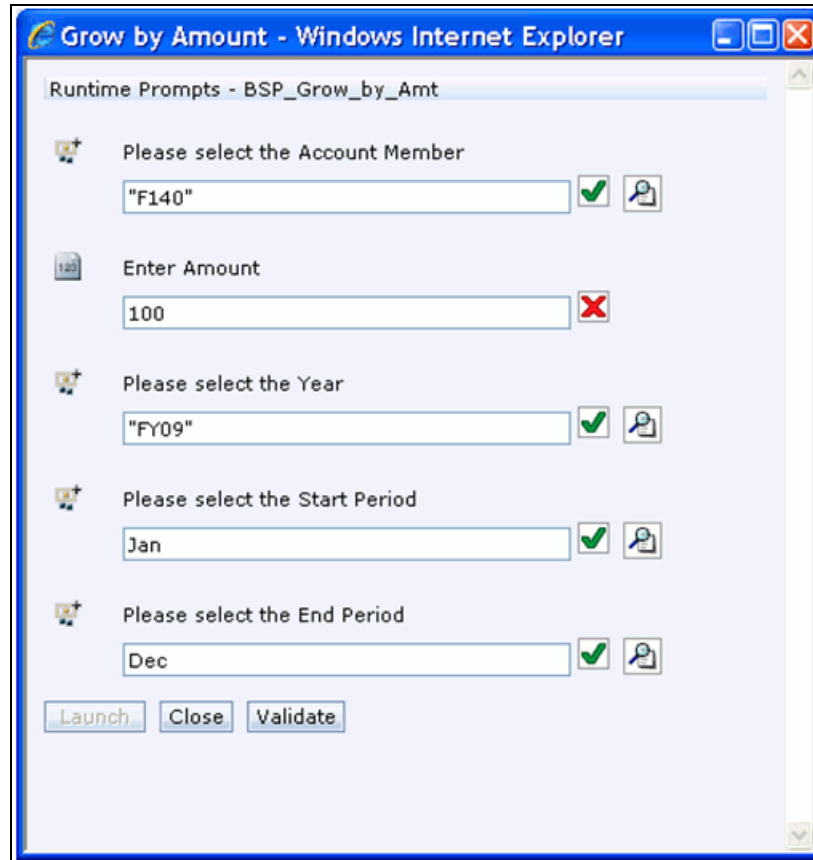 Grow by Amount - Windows Internet Explorer
Runtime Prompts - BSP_Grow_by_Amt
Please select the Account Member
"F140"
Enter Amount
123
100
Please select the Year
"FY09"
Please select the Start Period
Jan
Please select the End Period
Dec
Launch Close Validate